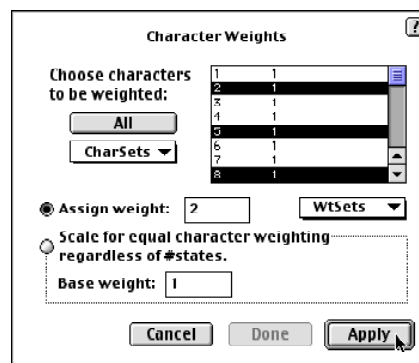 ?
Character Weights
Choose characters
to be weighted:
All
CharSets
1 1
2 1
3 1
4 1
5 1
6 1
7 1
8 1
Assign weight: 2 WtSets
Scale for equal character weighting
regardless of #states.
Base weight: 1
Cancel Done Apply